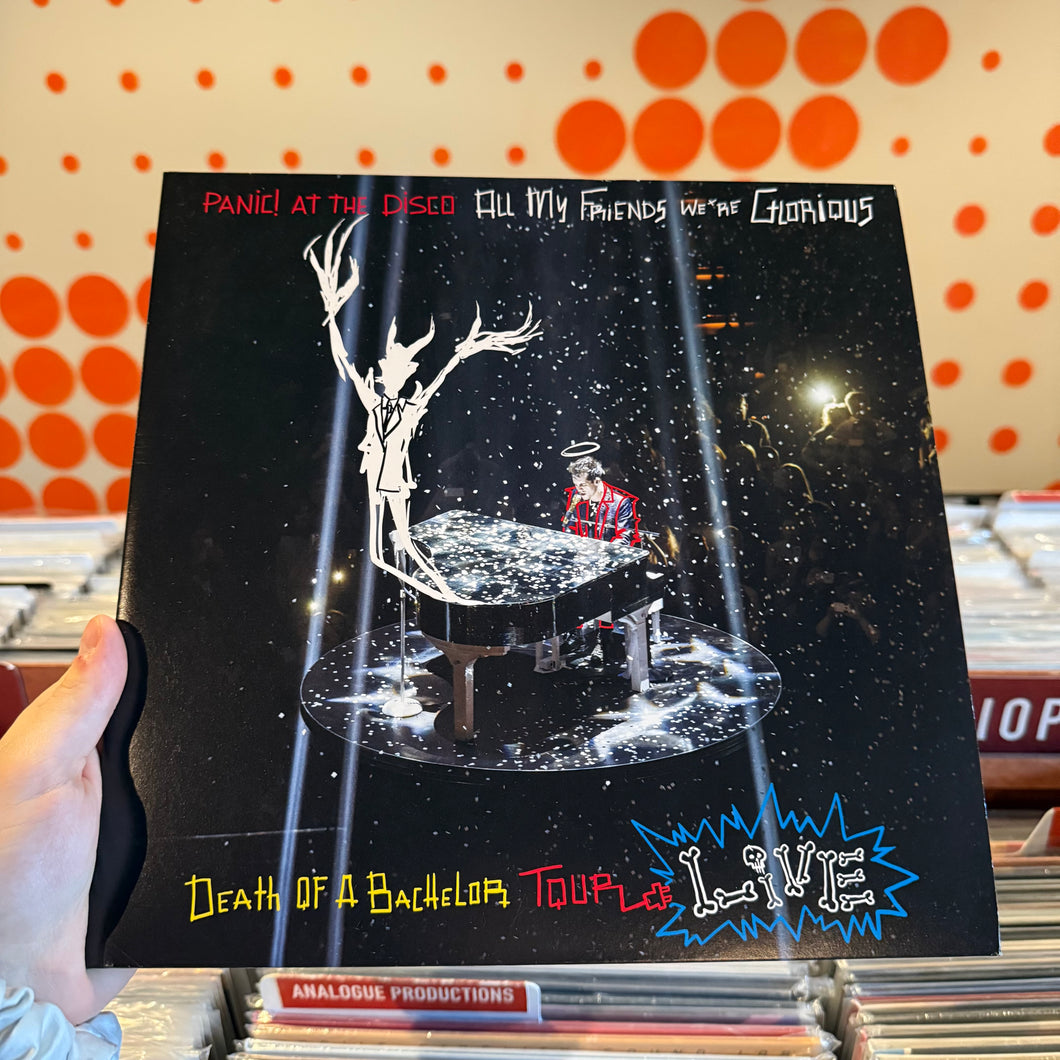 PANIC! AT THE DISCO ALL MY FRIENDS WE'RE GLORIOUS
DEATH OF A BACHELOR TOUR LIVE
IOP
ANALOGUE PRODUCTIONS